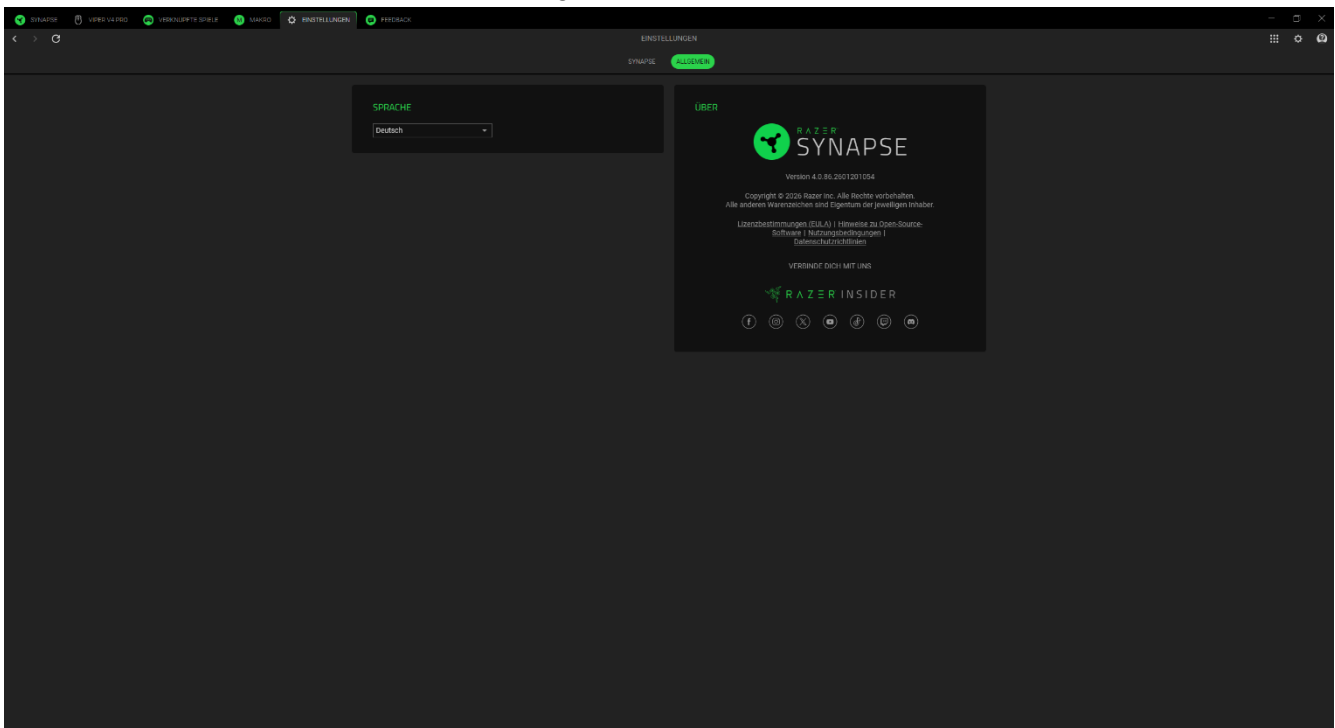 SYNAPSE VIPER V4 PRO VERKNÜPFTE SPIELE M MAKRO EINSTELLUNGEN FEEDBACK
EINSTELLUNGEN
SYNAPSE ALLGEMEIN
SPRACHE
Deutsch
ÜBER
RAZER
SYNAPSE
Version 4.0.86.2601201054
Copyright © 2026 Razer Inc. Alle Rechte vorbehalten.
Alle anderen Warenzeichen sind Eigentum der jeweiligen Inhaber.
Lizenzbestimmungen (EULA) | Hinweise zu Open-Source-
Software | Nutzungsbedingungen |
Datenschutzrichtlinien
VERBINDE DICH MIT UNS
RAZER INSIDER